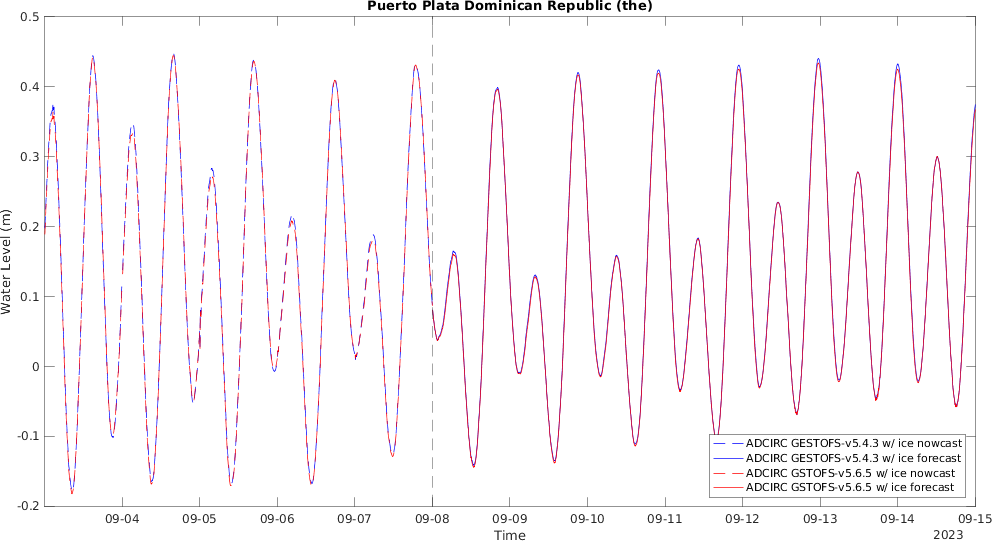 Puerto Plata Dominican Republic (the)
0.5
0.4
0.3
0.2
0.1
0
-0.1
-0.2
Water Level (m)
ADCIRC GESTOFS-v5.4.3 w/ ice nowcast
ADCIRC GESTOFS-v5.4.3 w/ ice forecast
ADCIRC GSTOFS-v5.6.5 w/ ice nowcast
ADCIRC GSTOFS-v5.6.5 w/ ice forecast
09-04 09-05 09-06 09-07 09-08 09-09 09-10 09-11 09-12 09-13 09-14 09-15
Time
2023